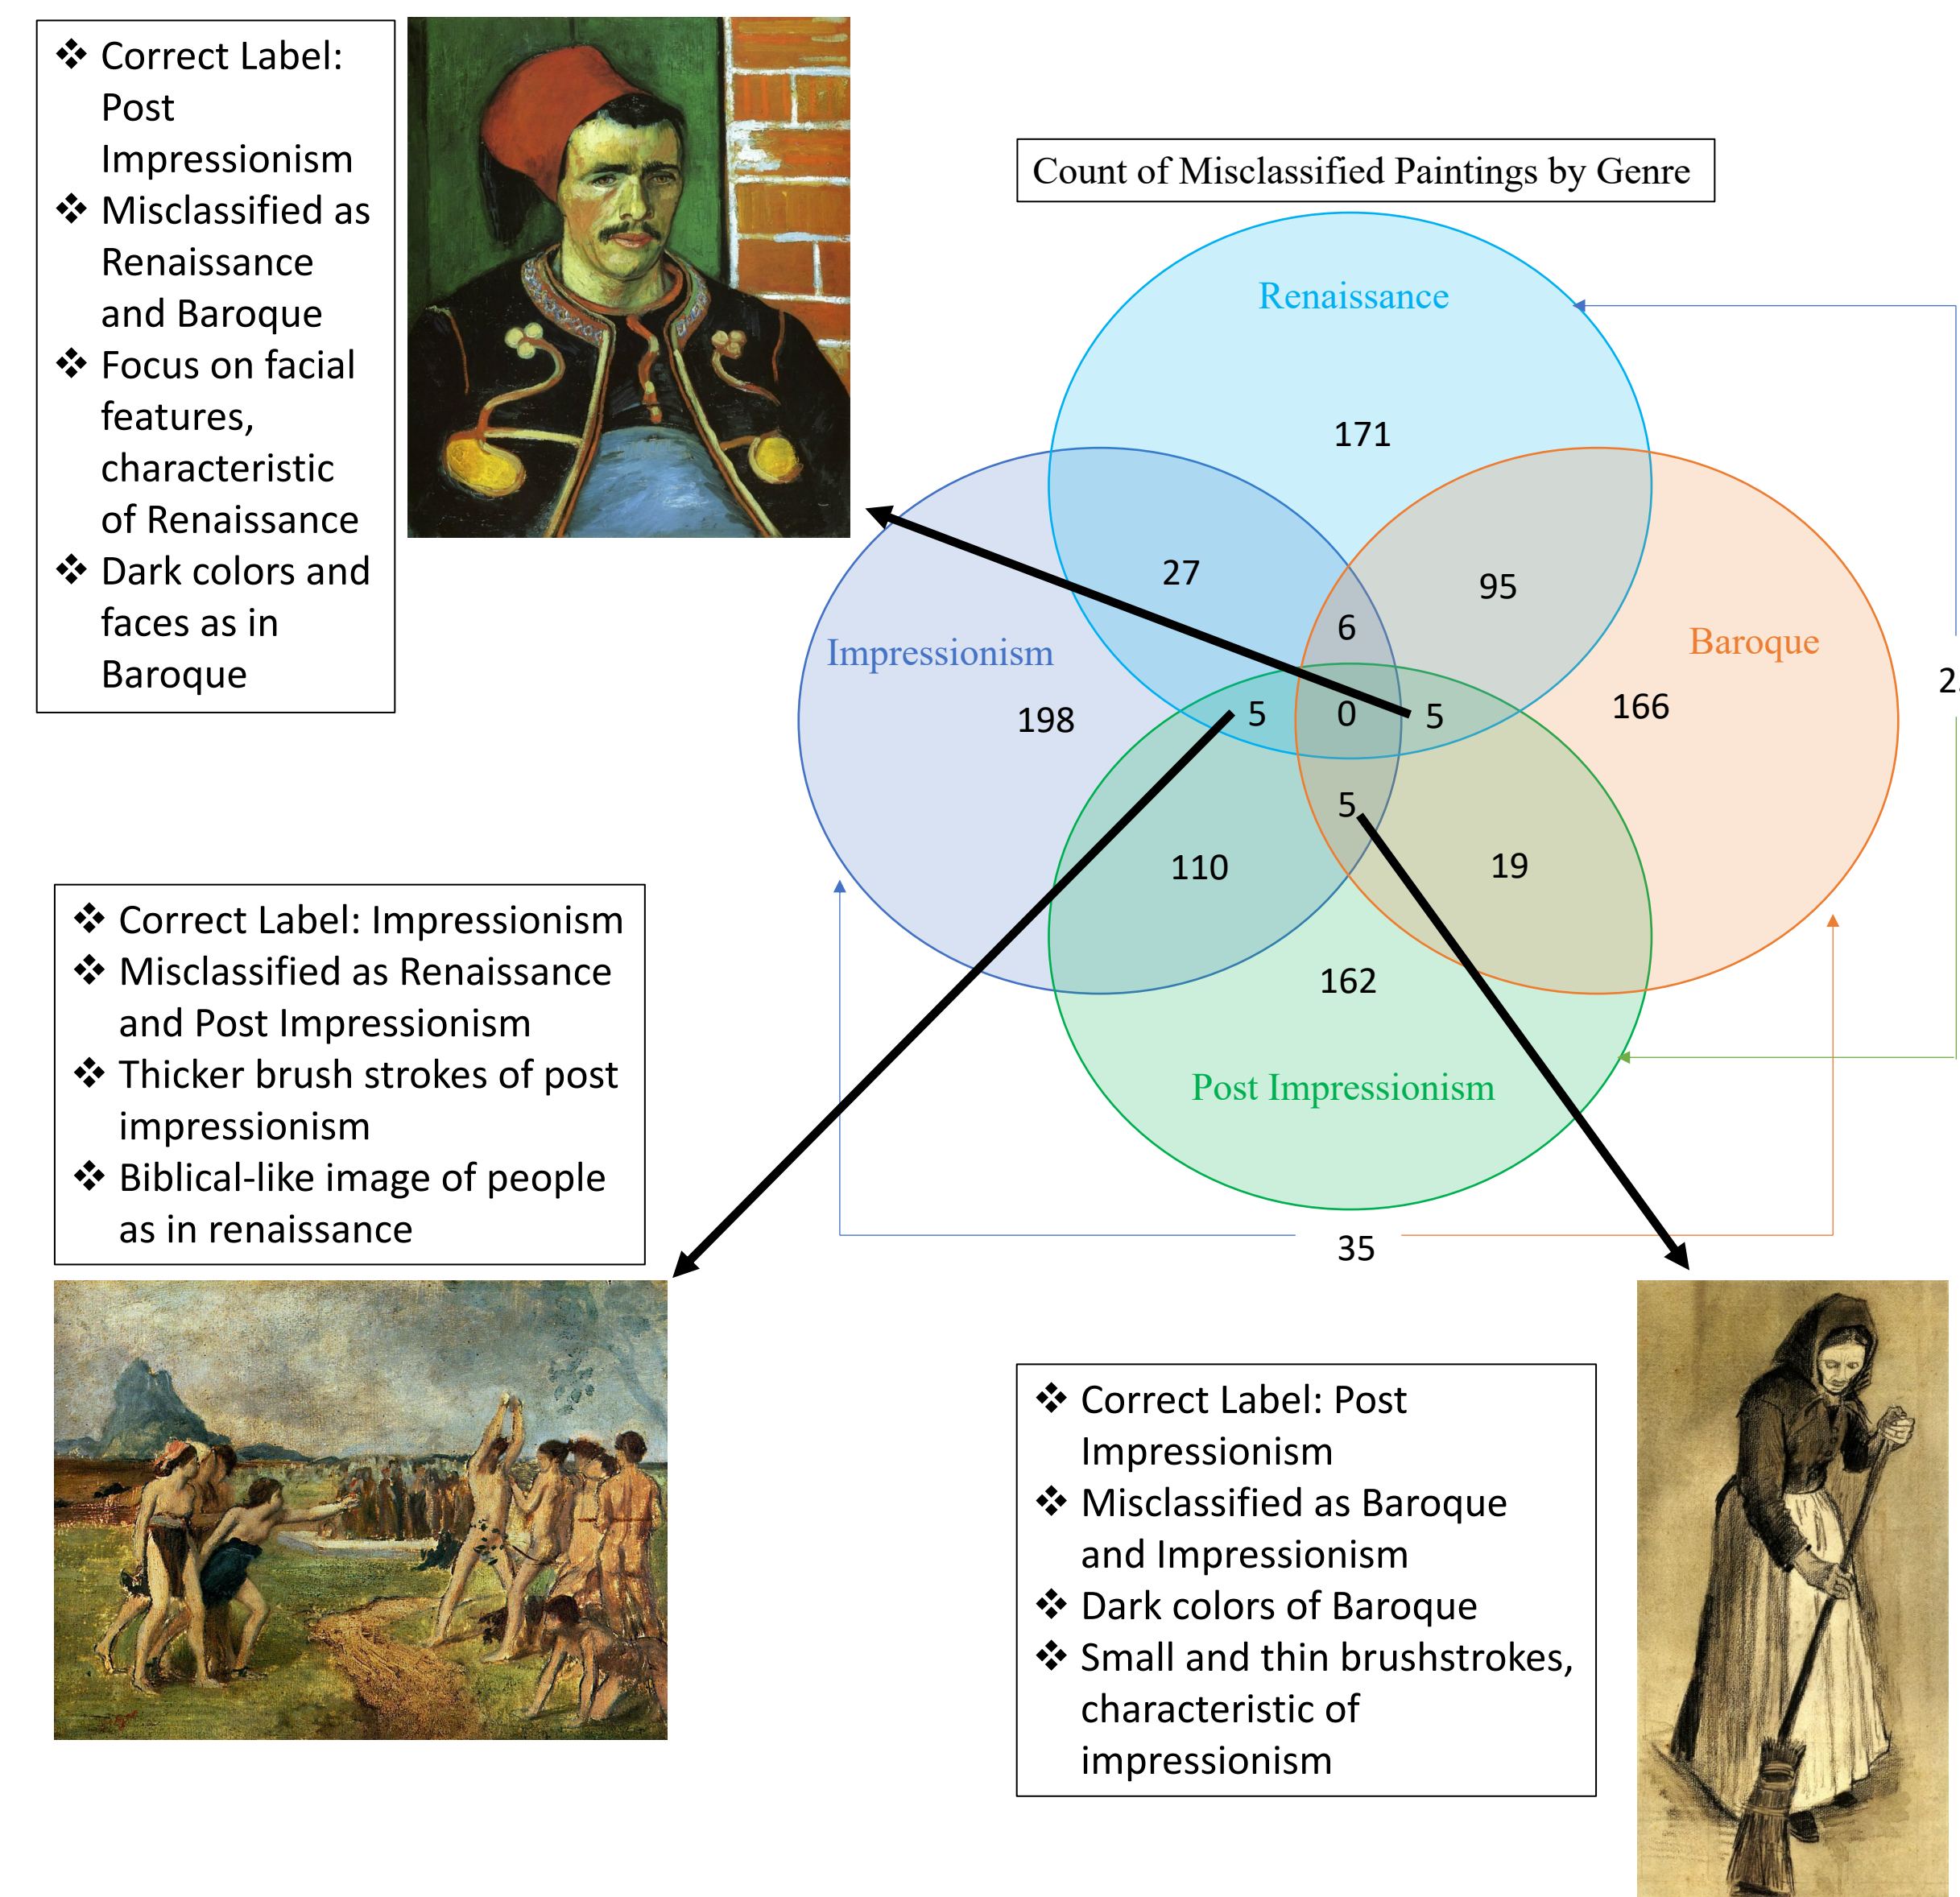 ❖ Correct Label:
Post
Impressionism
❖ Misclassified as
Renaissance
and Baroque
❖ Focus on facial
features,
characteristic
of Renaissance
❖ Dark colors and
faces as in
Baroque
Count of Misclassified Paintings by Genre
Renaissance
171
27
95
6
Impressionism
Baroque
198
5
0
5
166
5
110
19
162
Post Impressionism
35
❖ Correct Label: Impressionism
❖ Misclassified as Renaissance
and Post Impressionism
❖ Thicker brush strokes of post
impressionism
❖ Biblical-like image of people
as in renaissance
❖ Correct Label: Post
Impressionism
❖ Misclassified as Baroque
and Impressionism
❖ Dark colors of Baroque
❖ Small and thin brushstrokes,
characteristic of
impressionism